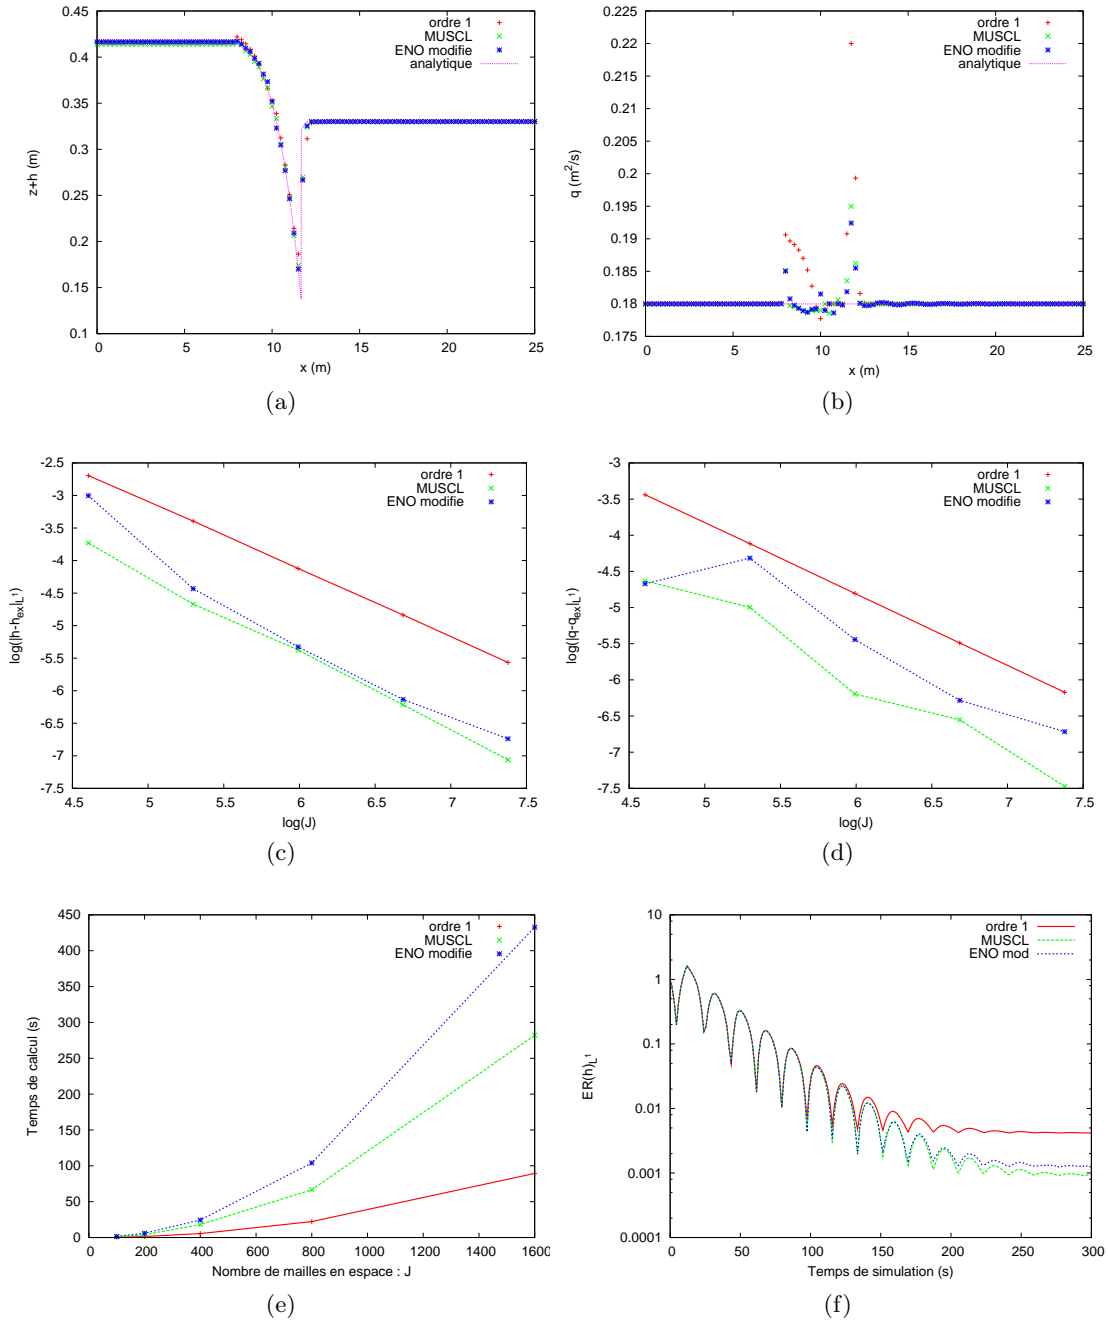 0.45
0.4
0.35
0.3
0.25
0.2
0.15
0.1
0 5 10 15 20 25
z+h (m)
x (m)
ordre 1
MUSCL
ENO modifie
analytique
(a)
0.225
0.22
0.215
0.21
0.205
0.2
0.195
0.19
0.185
0.18
0.175
0 5 10 15 20 25
q (m²/s)
x (m)
ordre 1
MUSCL
ENO modifie
analytique
(b)
-2.5
-3
-3.5
-4
-4.5
-5
-5.5
-6
-6.5
-7
-7.5
4.5 5 5.5 6 6.5 7 7.5
log(|h-hex|L¹)
log(J)
ordre 1
MUSCL
ENO modifie
(c)
-3
-3.5
-4
-4.5
-5
-5.5
-6
-6.5
-7
-7.5
4.5 5 5.5 6 6.5 7 7.5
log(|q-qex|L¹)
log(J)
ordre 1
MUSCL
ENO modifie
(d)
450
400
350
300
250
200
150
100
50
0
0 200 400 600 800 1000 1200 1400 1600
Temps de calcul (s)
Nombre de mailles en espace : J
ordre 1
MUSCL
ENO modifie
(e)
10
1
0.1
0.01
0.001
0.0001
0 50 100 150 200 250 300
ER(h)L¹
Temps de simulation (s)
ordre 1
MUSCL
ENO mod
(f)